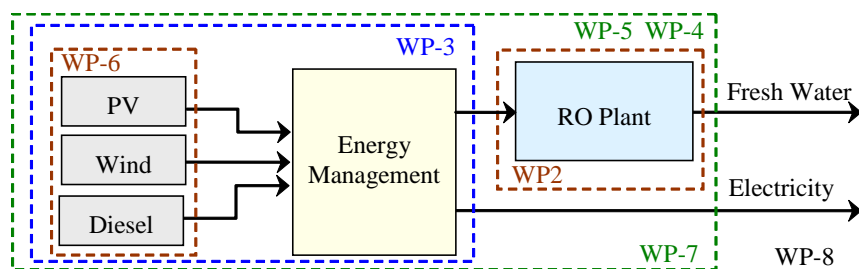 WP-5 WP-4
WP-3
WP-6
PV
Wind
Diesel
Energy
Management
RO Plant
WP2
Fresh Water
Electricity
WP-7
WP-8